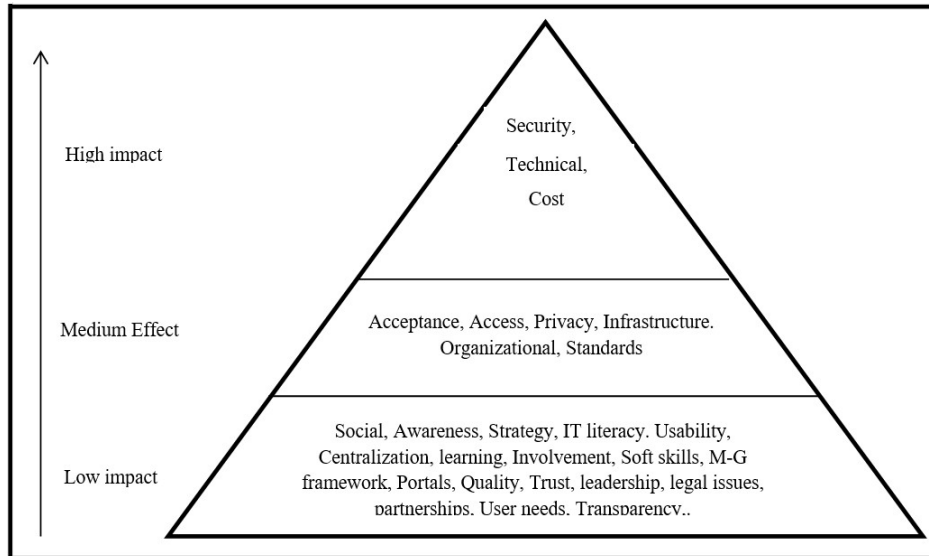 Security,
High impact
Technical,
Cost
Medium Effect
Acceptance, Access, Privacy, Infrastructure.
Organizational, Standards
Social, Awareness, Strategy, IT literacy. Usability,
Centralization, learning, Involvement, Soft skills, M-G
Low impact
framework, Portals, Quality, Trust, leadership, legal issues,
partnerships. User needs. Transparency..